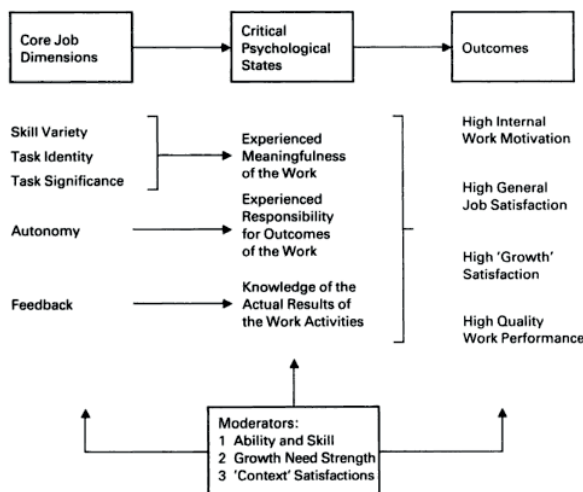 Core Job
Dimensions
Critical
Psychological
States
Outcomes
Skill Variety
Task Identity
Task Significance
Experienced
Meaningfulness
of the Work
High Internal
Work Motivation
Autonomy
Experienced
Responsibility
for Outcomes
of the Work
High General
Job Satisfaction
Feedback
Knowledge of the
Actual Results of
the Work Activities
High 'Growth'
Satisfaction
High Quality
Work Performance
Moderators:
1 Ability and Skill
2 Growth Need Strength
3 'Context' Satisfactions